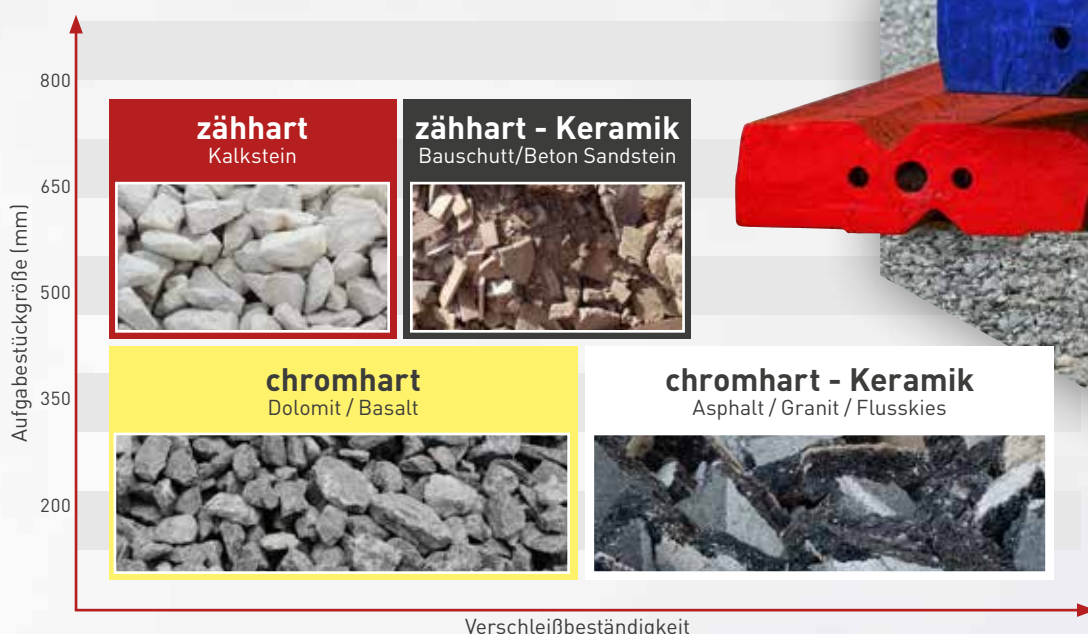 800
650
500
350
200
Aufgabestückgröße (mm)
zähhart
Kalkstein
zähhart - Keramik
Bauschutt/Beton Sandstein
chromhart
Dolomit / Basalt
chromhart - Keramik
Asphalt / Granit / Flusskies
Verschleißbeständigkeit